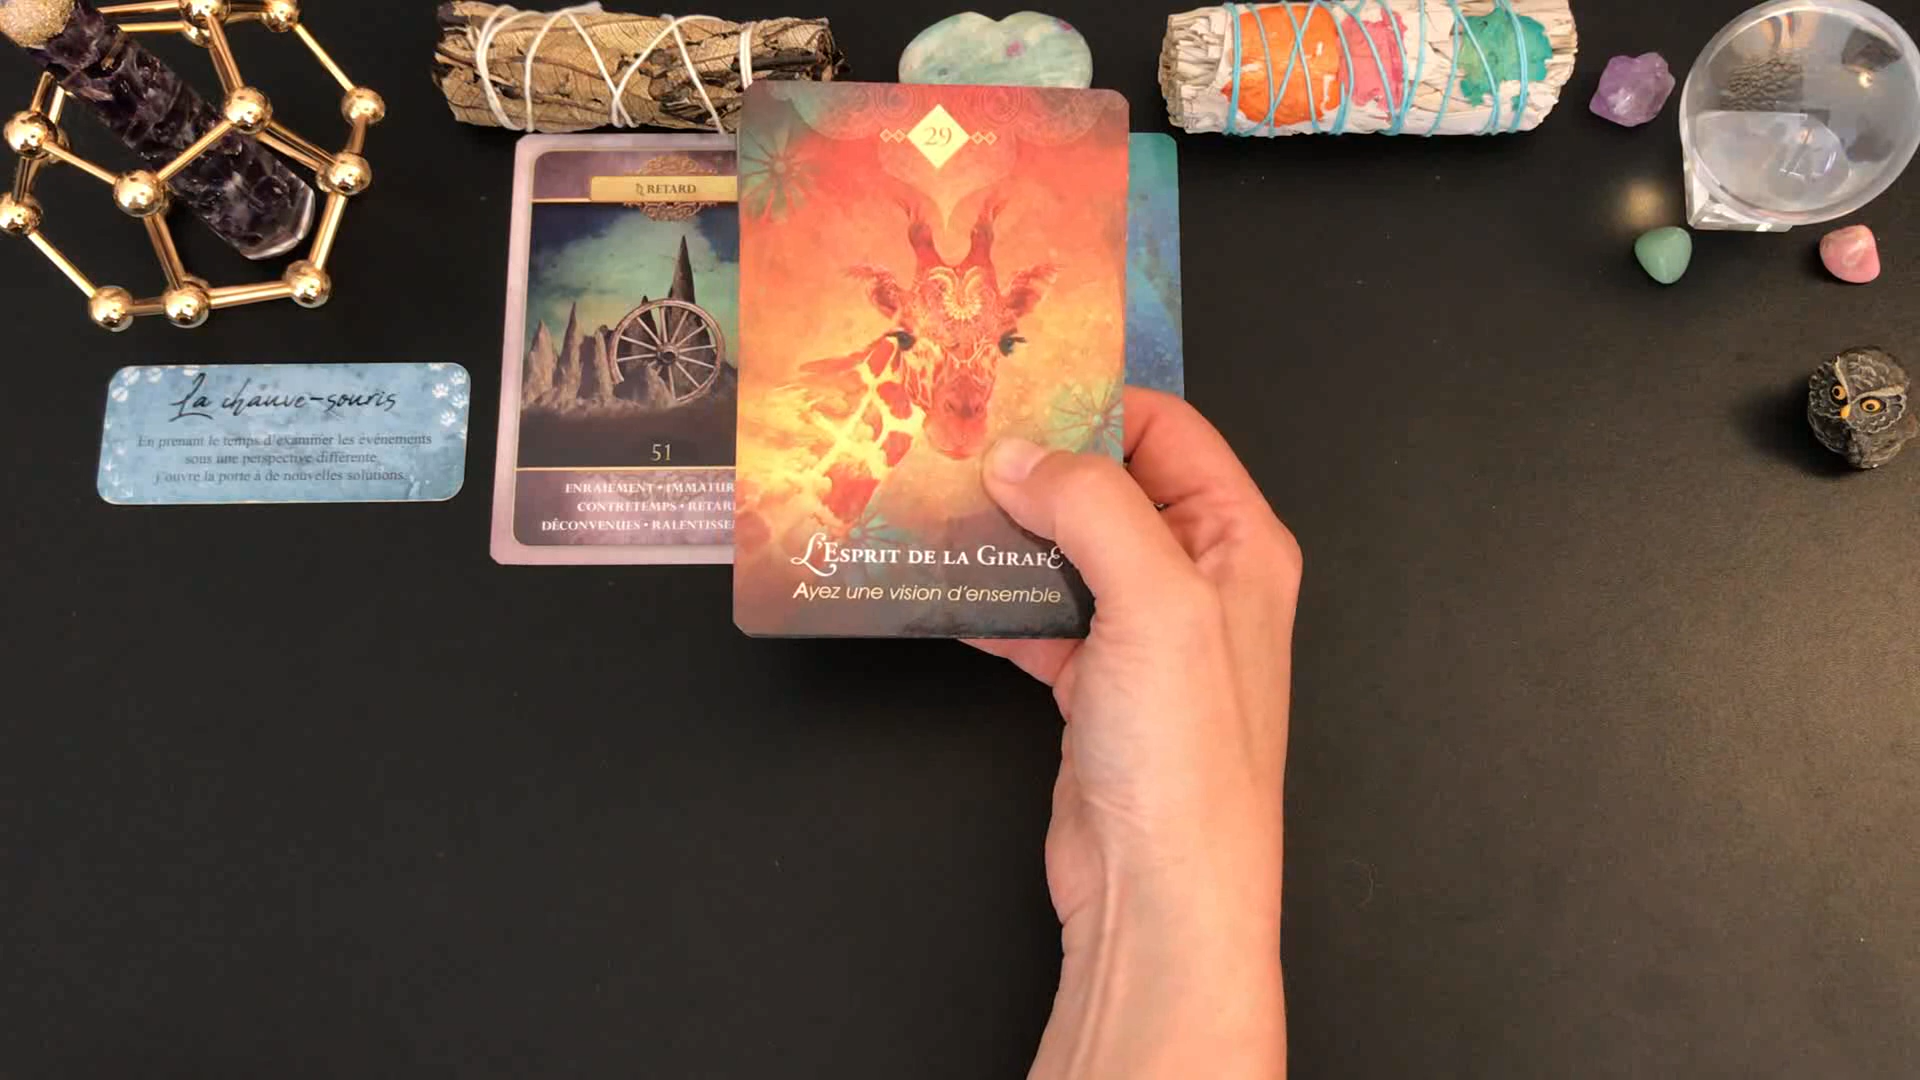 La chauve-souris
En prenant le temps d'examiner les événements
sous une perspective différente,
j'ouvre la porte à de nouvelles solutions.
RETARD
51
ENRAIEMENT • IMMATUR
CONTRETEMPS • RETAR
DÉCONVENUES • RALENTISSE
29
L'ESPRIT DE LA GIRAFE
Ayez une vision d'ensemble